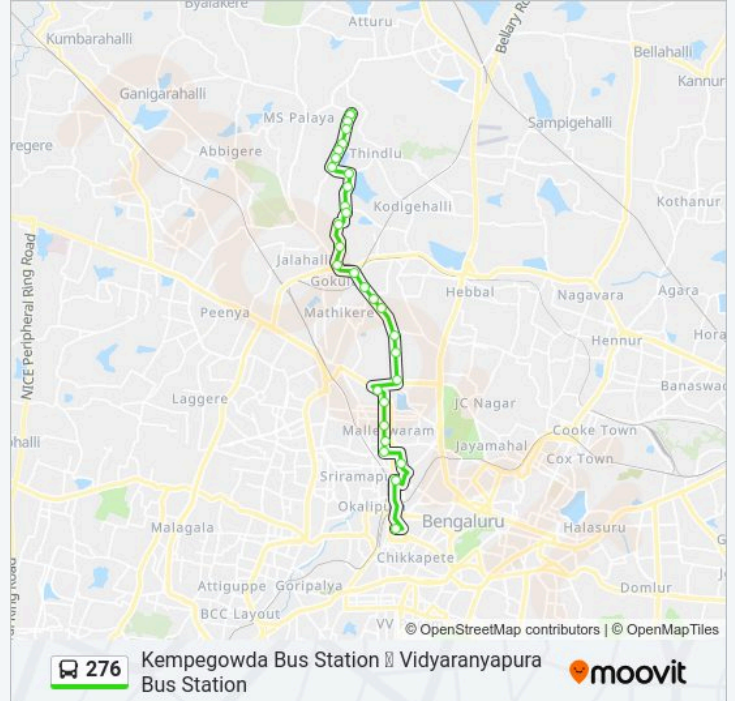 Byalakere
Atturu
Bellary
Kumbarahalli
Bellahalli
Ganigarahalli
Kannur
MS Palaya
Sampigehalli
regere
Abbigere
Thindlu
Kothanur
Kodigehalli
NICE Peripheral Ring Road
Jalahalli
Gokul
Hebbal
Nagavara
Agara
Peenya
Mathikere
Hennur
Hora
Banaswad
Laggere
JC Nagar
Malleswaram
Cooke Town
Jayamahal
Cox Town
ohalli
Srirampu
Okalipu
Bengaluru
Malagala
Halasuru
Chikkapete
Attiguppe
Goripalya
Domlur
BCC Layout
VV
© OpenStreetMap contributors | © OpenMapTiles
276
Kempegowda Bus Station Vidyaranyapura
Bus Station
moovit